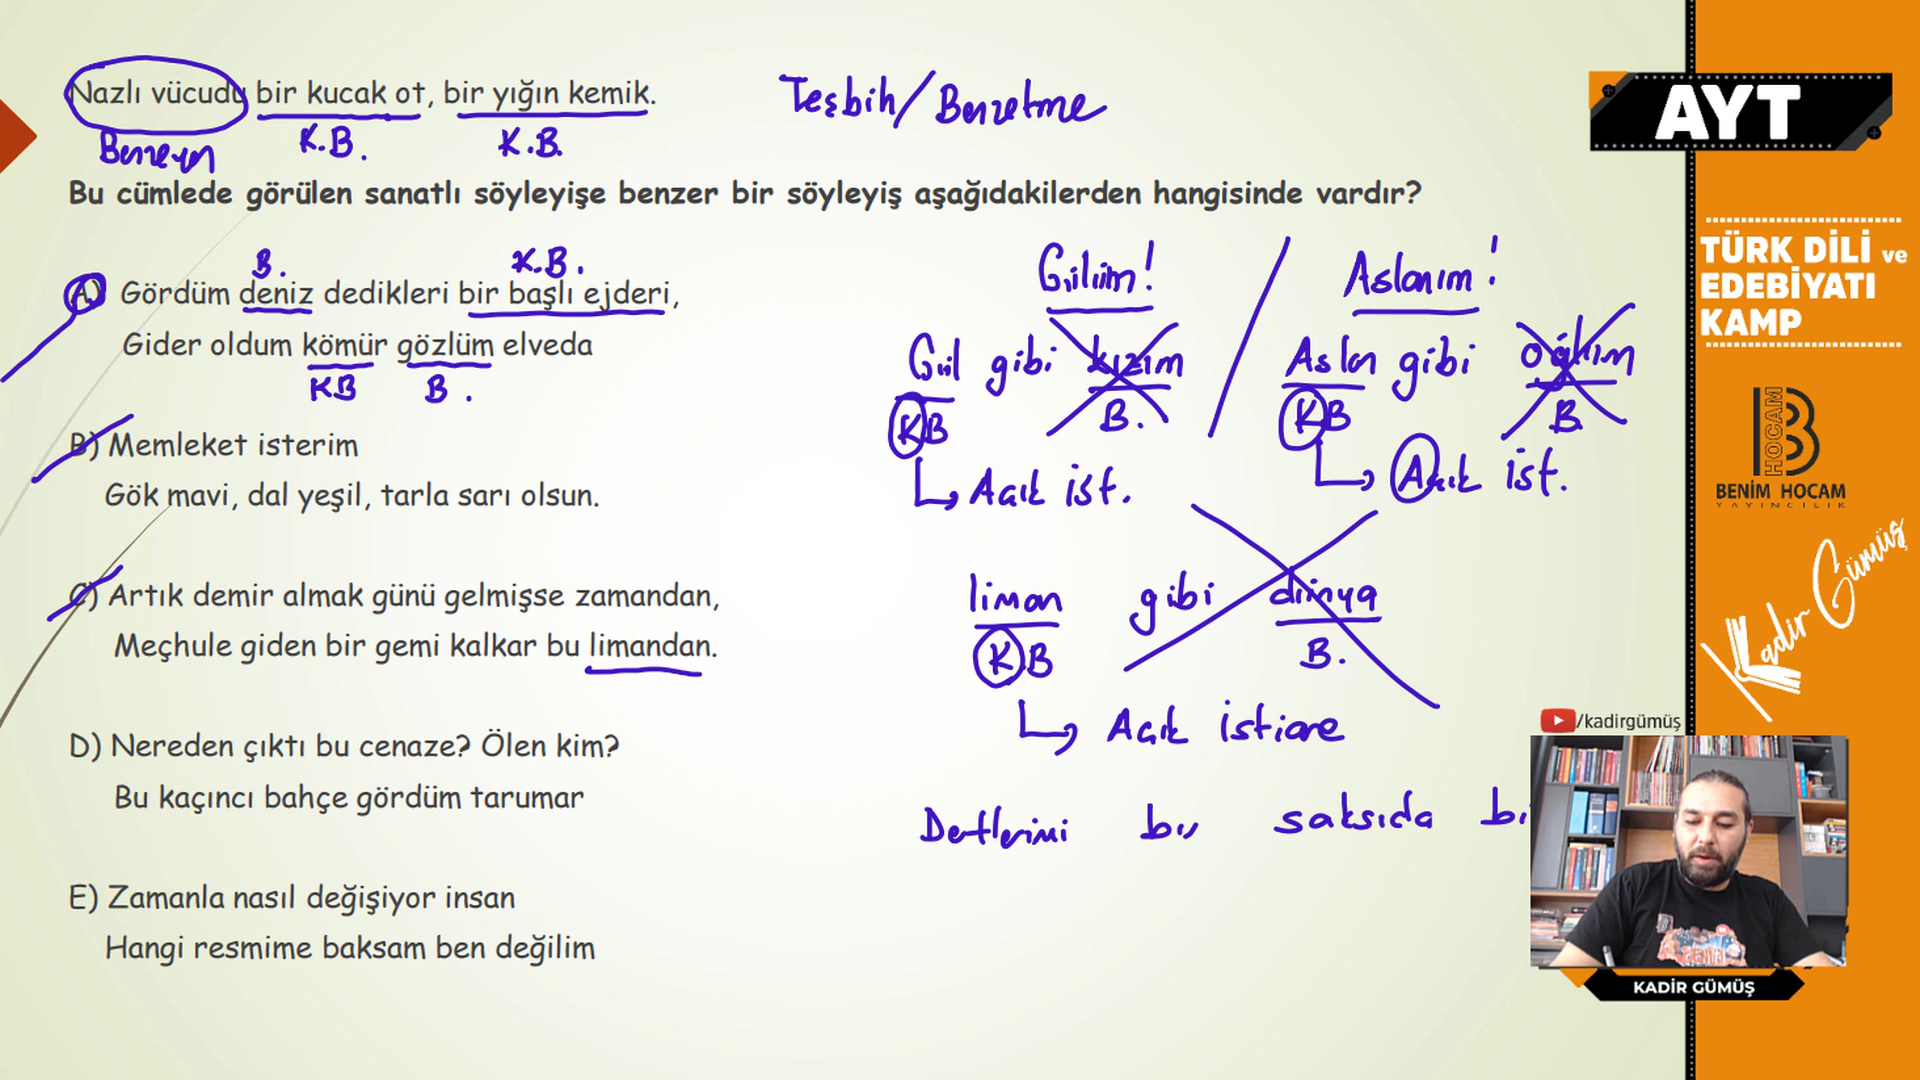 Nazlı vücudu bir kucak ot, bir yığın kemik.
Teşbih/Benzetme
Benzeyen K.B. K.B.
Bu cümlede görülen sanatlı söyleyişe benzer bir söyleyiş aşağıdakilerden hangisinde vardır?
B. K.B.
A) Gördüm deniz dedikleri bir başlı ejderi,
Gider oldum kömür gözlüm elveda
KB B.
B) Memleket isterim
Gök mavi, dal yeşil, tarla sarı olsun.
C) Artık demir almak günü gelmişse zamandan,
Meçhule giden bir gemi kalkar bu limandan.
D) Nereden çıktı bu cenaze? Ölen kim?
Bu kaçıncı bahçe gördüm tarumar
E) Zamanla nasıl değişiyor insan
Hangi resmime baksam ben değilim
Gülüm! / Aslanım!
Gül gibi kızım
KB B.
Açık ist.
Aslan gibi oğlum
KB B
Açık ist.
liman gibi dünya
KB B.
Açık istiare
Dertlerimi bir saksıda
AYT
TÜRK DİLİ ve
EDEBİYATI
KAMP
B HOCAM
BENİM HOCAM
YAYINCILIK
Kadir Gümüş
/kadirgümüş
KADİR GÜMÜŞ